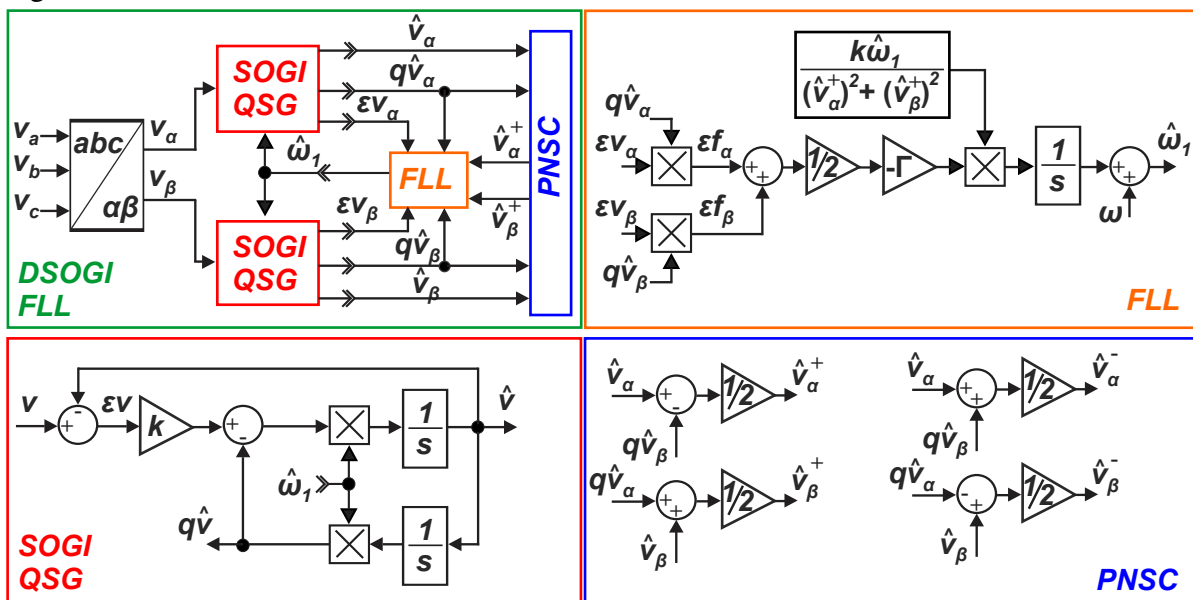 v̂α
qv̂α
εvα
SOGI
QSG
va
vb
vc
abc
αβ
vα
vβ
ω̂1
FLL
v̂α+
v̂β+
PNSC
εvβ
qv̂β
v̂β
SOGI
QSG
DSOGI
FLL
kω̂1
(v̂α+)2 + (v̂β+)2
qv̂α
εvα
εfα
1/2
-Γ
1
s
ω̂1
ω
+
+
+
+
εvβ
εfβ
qv̂β
FLL
v
+
-
εv
k
+
-
1
s
v̂
ω̂1
qv̂
1
s
SOGI
QSG
v̂α
+
-
1/2
v̂α+
qv̂β
v̂α
+
+
1/2
v̂α-
qv̂β
qv̂α
+
+
1/2
v̂β+
v̂β
qv̂α
-
+
1/2
v̂β-
v̂β
PNSC